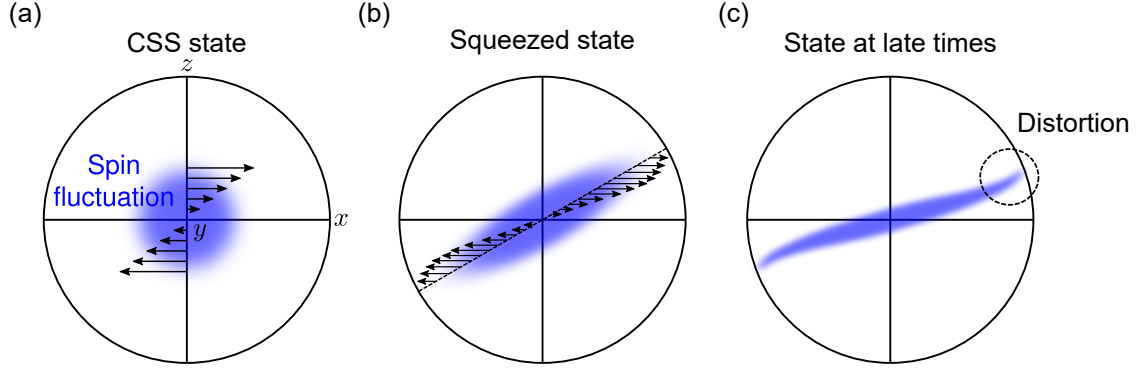 (a)
CSS state
z
Spin
fluctuation
y
x
(b)
Squeezed state
(c)
State at late times
Distortion